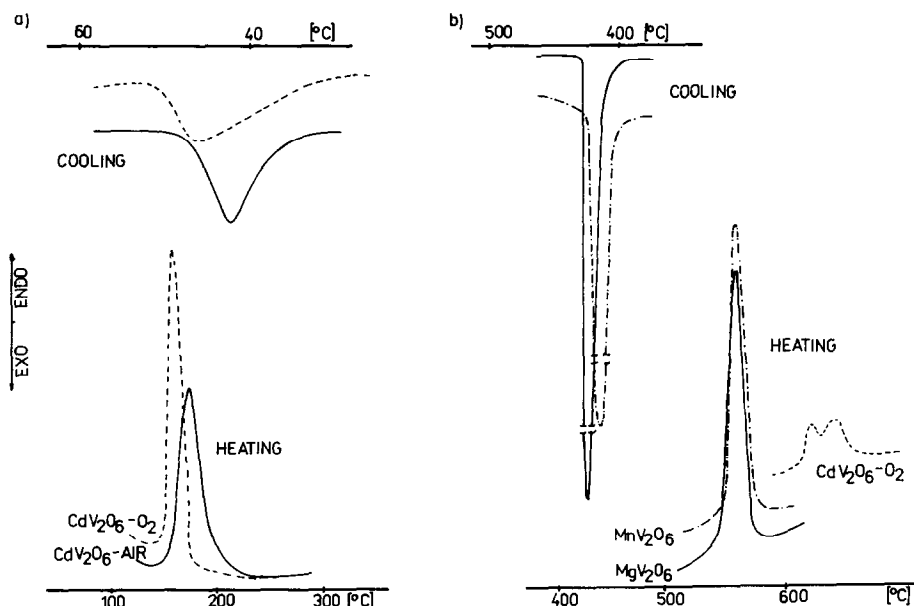 a)
60
40
[°C]
COOLING
EXO
ENDO
HEATING
CdV₂O₆-O₂
CdV₂O₆-AIR
100
200
300
[°C]
b)
500
400
[°C]
COOLING
HEATING
CdV₂O₆-O₂
MnV₂O₆
MgV₂O₆
400
500
600
[°C]